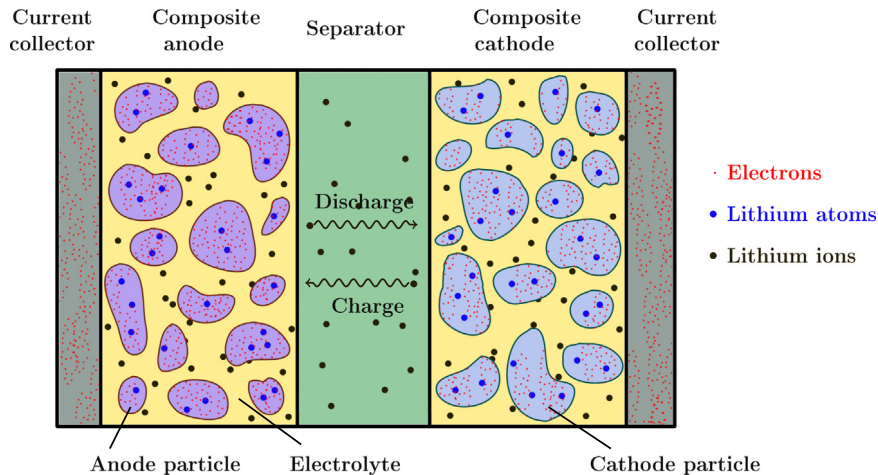 Current
collector
Composite
anode
Separator
Composite
cathode
Current
collector
Discharge
Charge
Electrons
Lithium atoms
Lithium ions
Anode particle
Electrolyte
Cathode particle